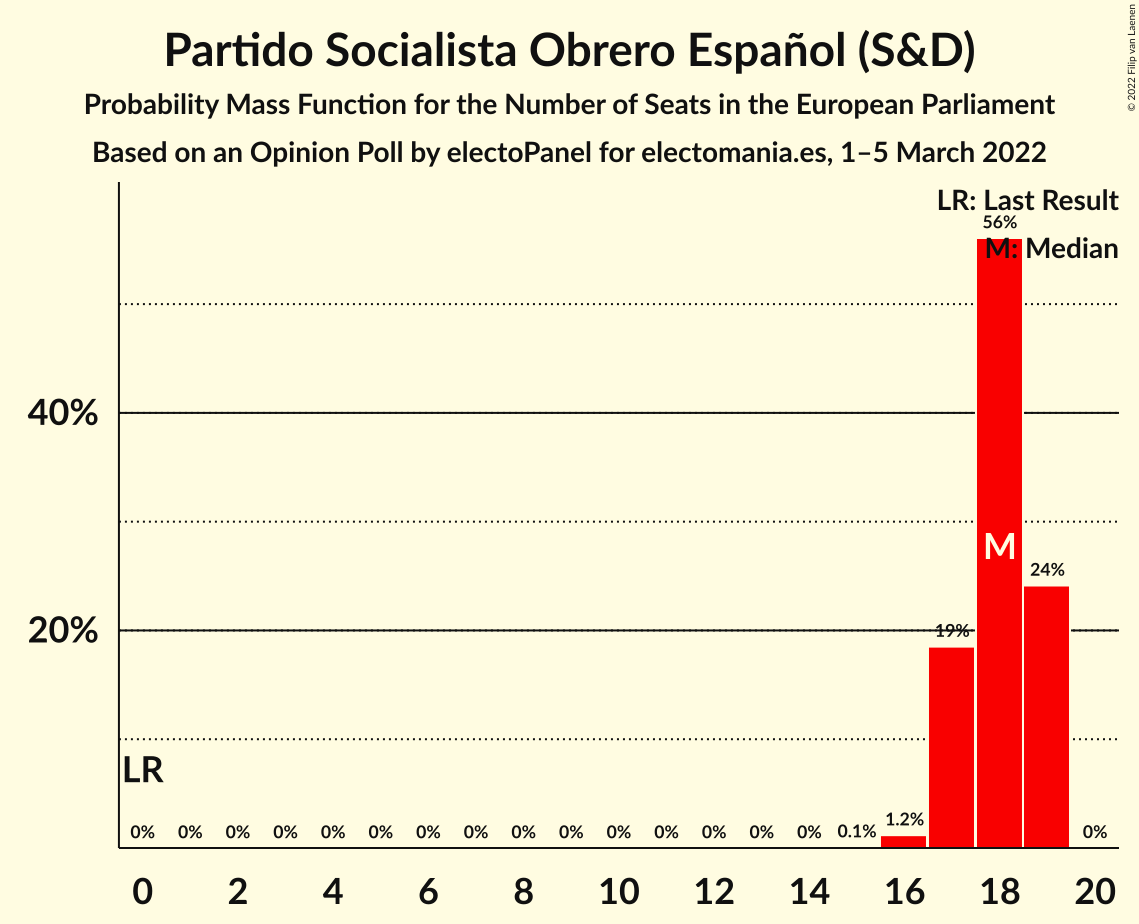 Partido Socialista Obrero Español (S&D)
Probability Mass Function for the Number of Seats in the European Parliament
Based on an Opinion Poll by electoPanel for electomania.es, 1–5 March 2022
© 2022 Filip van Laenen
LR: Last Result
M: Median
56%
40%
M
24%
20%
19%
LR
0% 0% 0% 0% 0% 0% 0% 0% 0% 0% 0% 0% 0% 0% 0% 0.1% 1.2% 0%
0 2 4 6 8 10 12 14 16 18 20